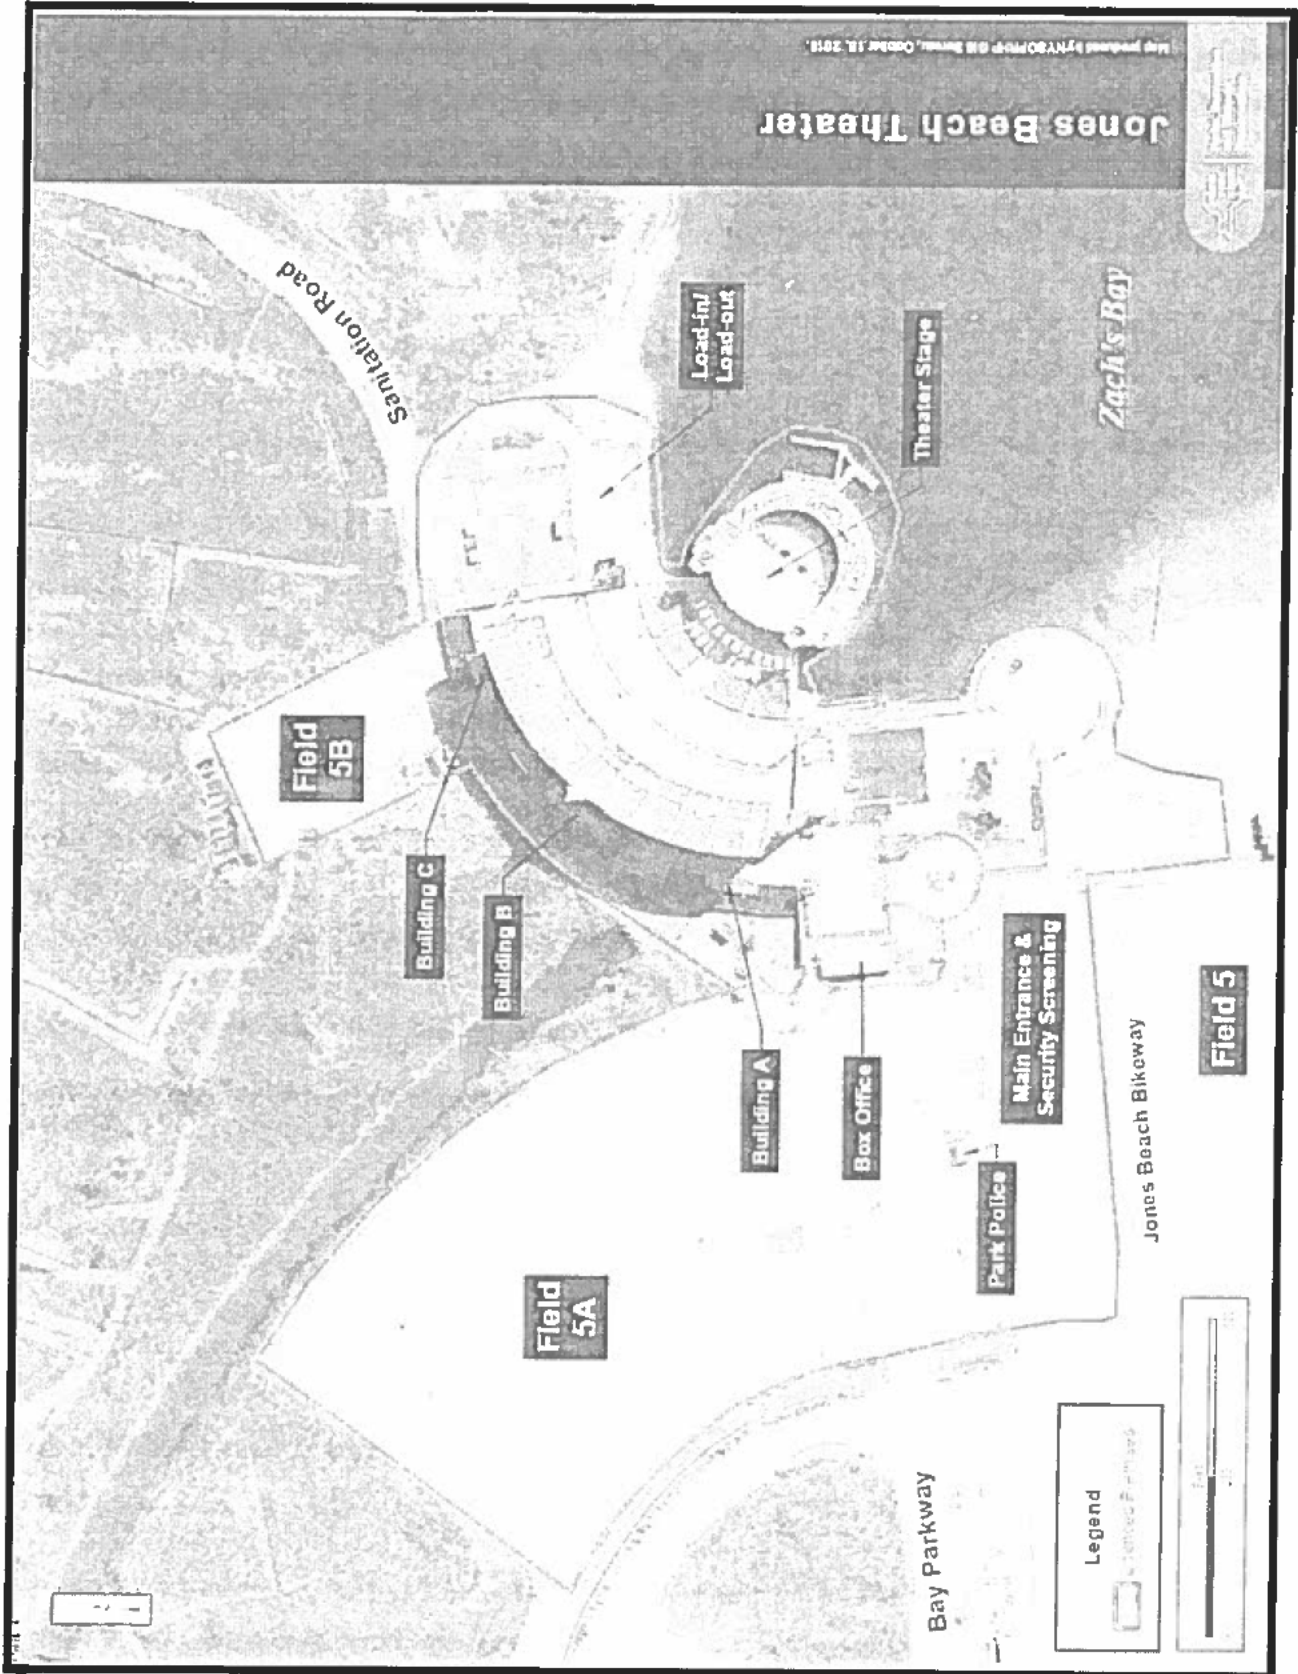 Jones Beach Theater
Sanitation Road
Load-in/
Load-out
Theater Stage
Zach's Bay
Field
5B
Building C
Building B
Building A
Box Office
Main Entrance &
Security Screening
Park Police
Field
5A
Field 5
Jones Beach Bikeway
Bay Parkway
Legend